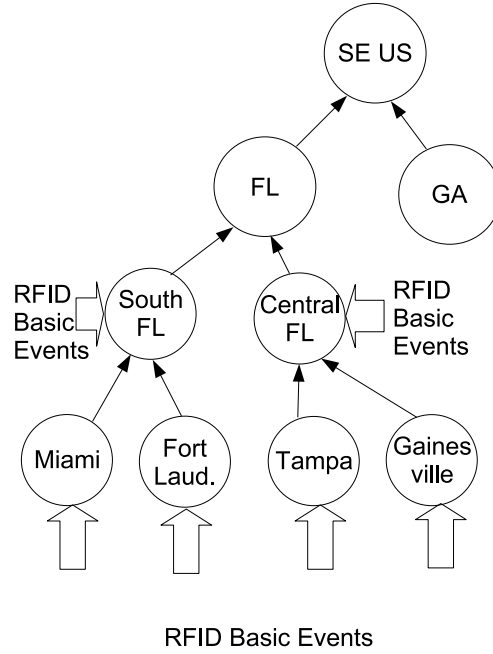 SE US
FL
GA
RFID
Basic
Events
South
FL
Central
FL
RFID
Basic
Events
Miami
Fort
Laud.
Tampa
Gaines
ville
RFID Basic Events